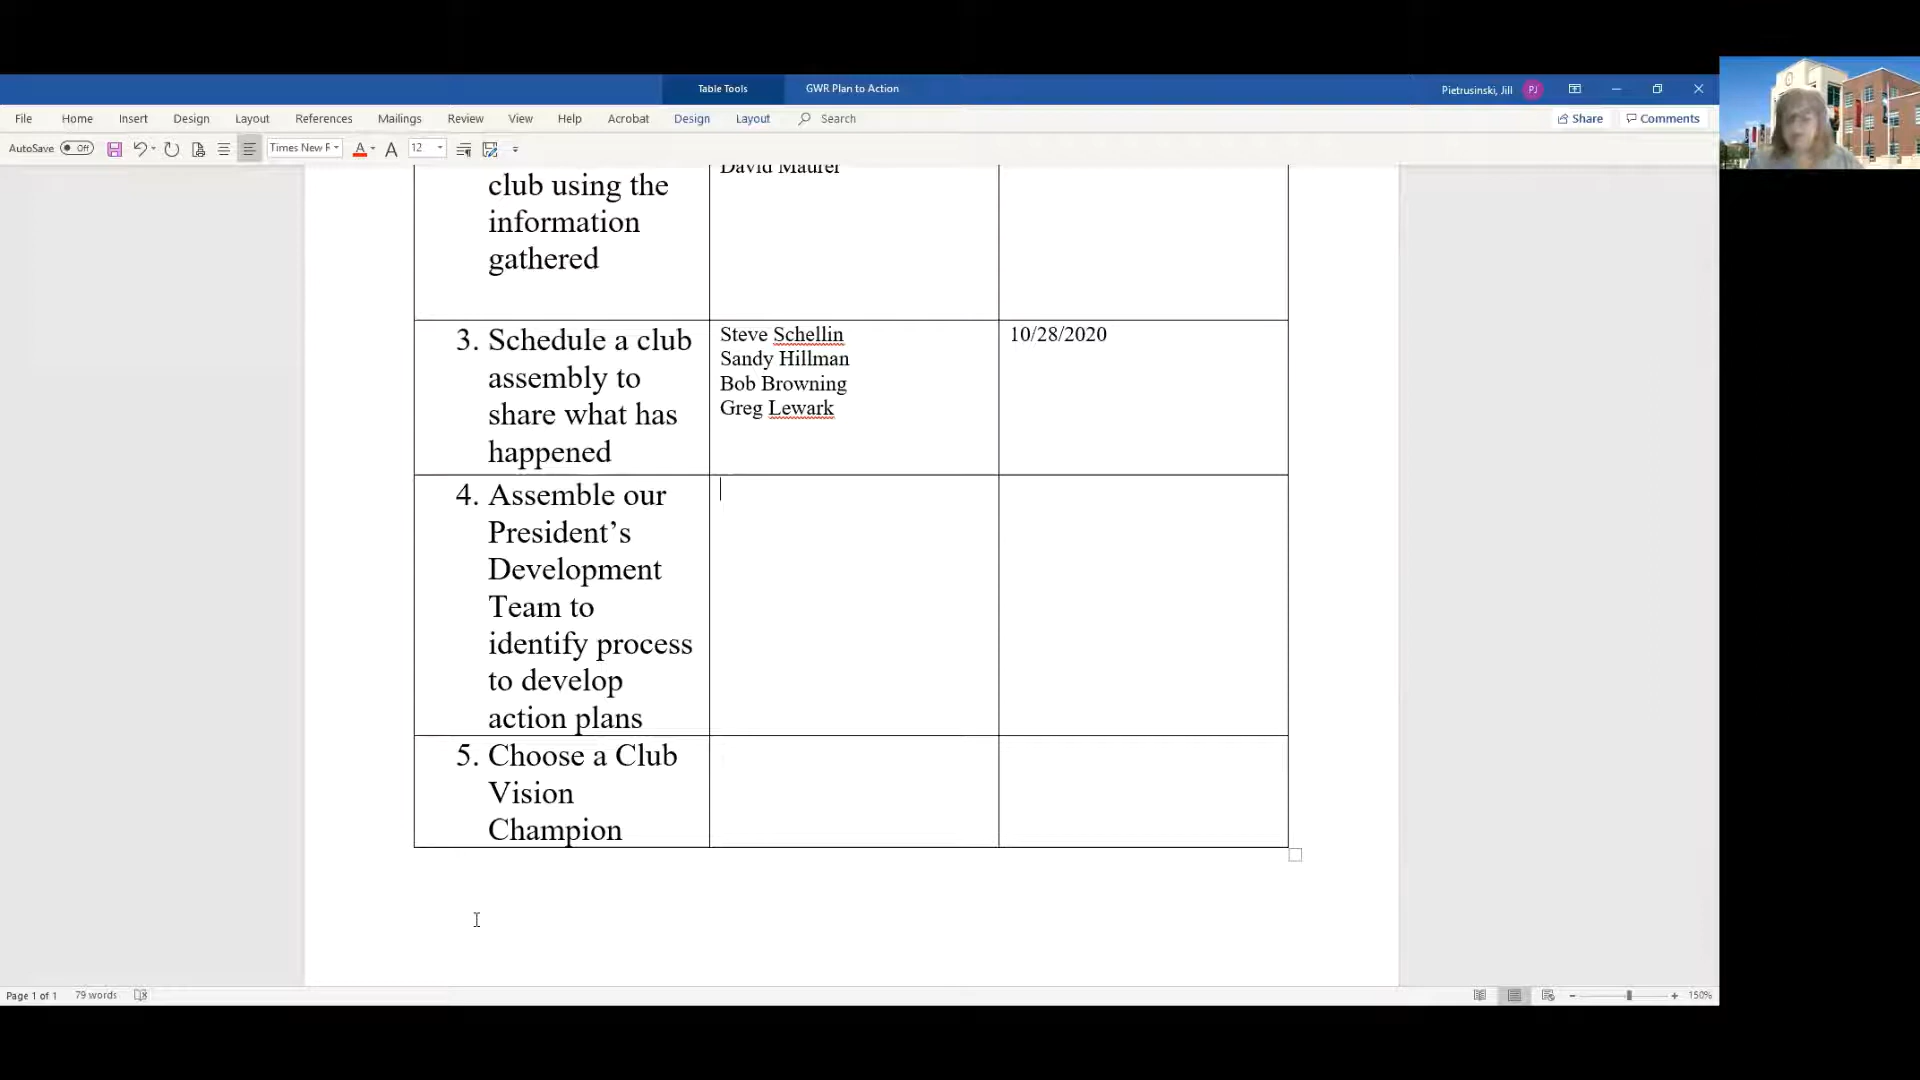 Table Tools
GWR Plan to Action
Pietrusinski, Jill PJ
File Home Insert Design Layout References Mailings Review View Help Acrobat Design Layout Search Share Comments
AutoSave Off Times New F A A 12
club using the
information
gathered
David Maurer
3. Schedule a club
assembly to
share what has
happened
Steve Schellin
Sandy Hillman
Bob Browning
Greg Lewark
10/28/2020
4. Assemble our
President’s
Development
Team to
identify process
to develop
action plans
5. Choose a Club
Vision
Champion
Page 1 of 1 79 words 150%